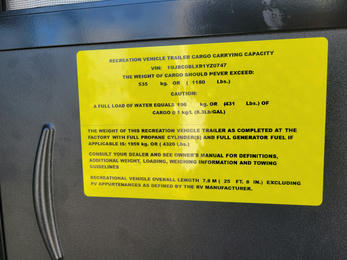 RECREATION VEHICLE TRAILER CARGO CARRYING CAPACITY
VIN: 1SJBC0BLXR1YZ0747
THE WEIGHT OF CARGO SHOULD NEVER EXCEED:
535 kg. OR ( 1180 Lbs.)
CAUTION:
A FULL LOAD OF WATER EQUALS 196 kg. OR (431 Lbs.) OF
CARGO @ 1 kg/L (8.3Lb/GAL)
THE WEIGHT OF THIS RECREATION VEHICLE TRAILER AS COMPLETED AT THE
FACTORY WITH FULL PROPANE CYLINDER(S) AND FULL GENERATOR FUEL IF
APPLICABLE IS: 1959 kg, OR ( 4320 Lbs.)
CONSULT YOUR DEALER AND SEE OWNER'S MANUAL FOR DEFINITIONS,
ADDITIONAL WEIGHT, LOADING, WEIGHING INFORMATION AND TOWING
GUIDELINES
RECREATIONAL VEHICLE OVERALL LENGTH 7.8 M ( 25 FT. 8 IN.) EXCLUDING
PV APPURTENANCES AS DEFINED BY THE RV MANUFACTURER.